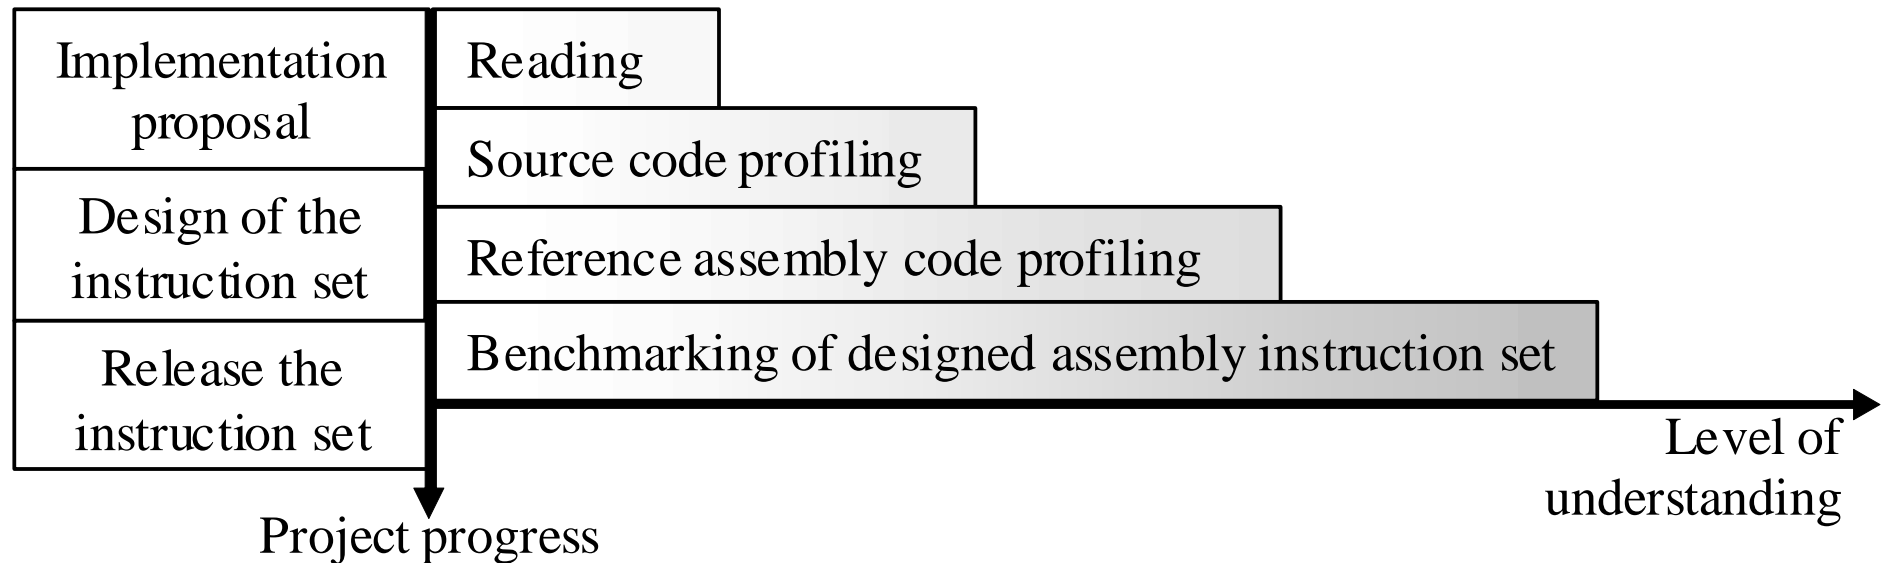 Implementation
proposal
Design of the
instruction set
Release the
instruction set
Reading
Source code profiling
Reference assembly code profiling
Benchmarking of designed assembly instruction set
Level of
understanding
Project progress